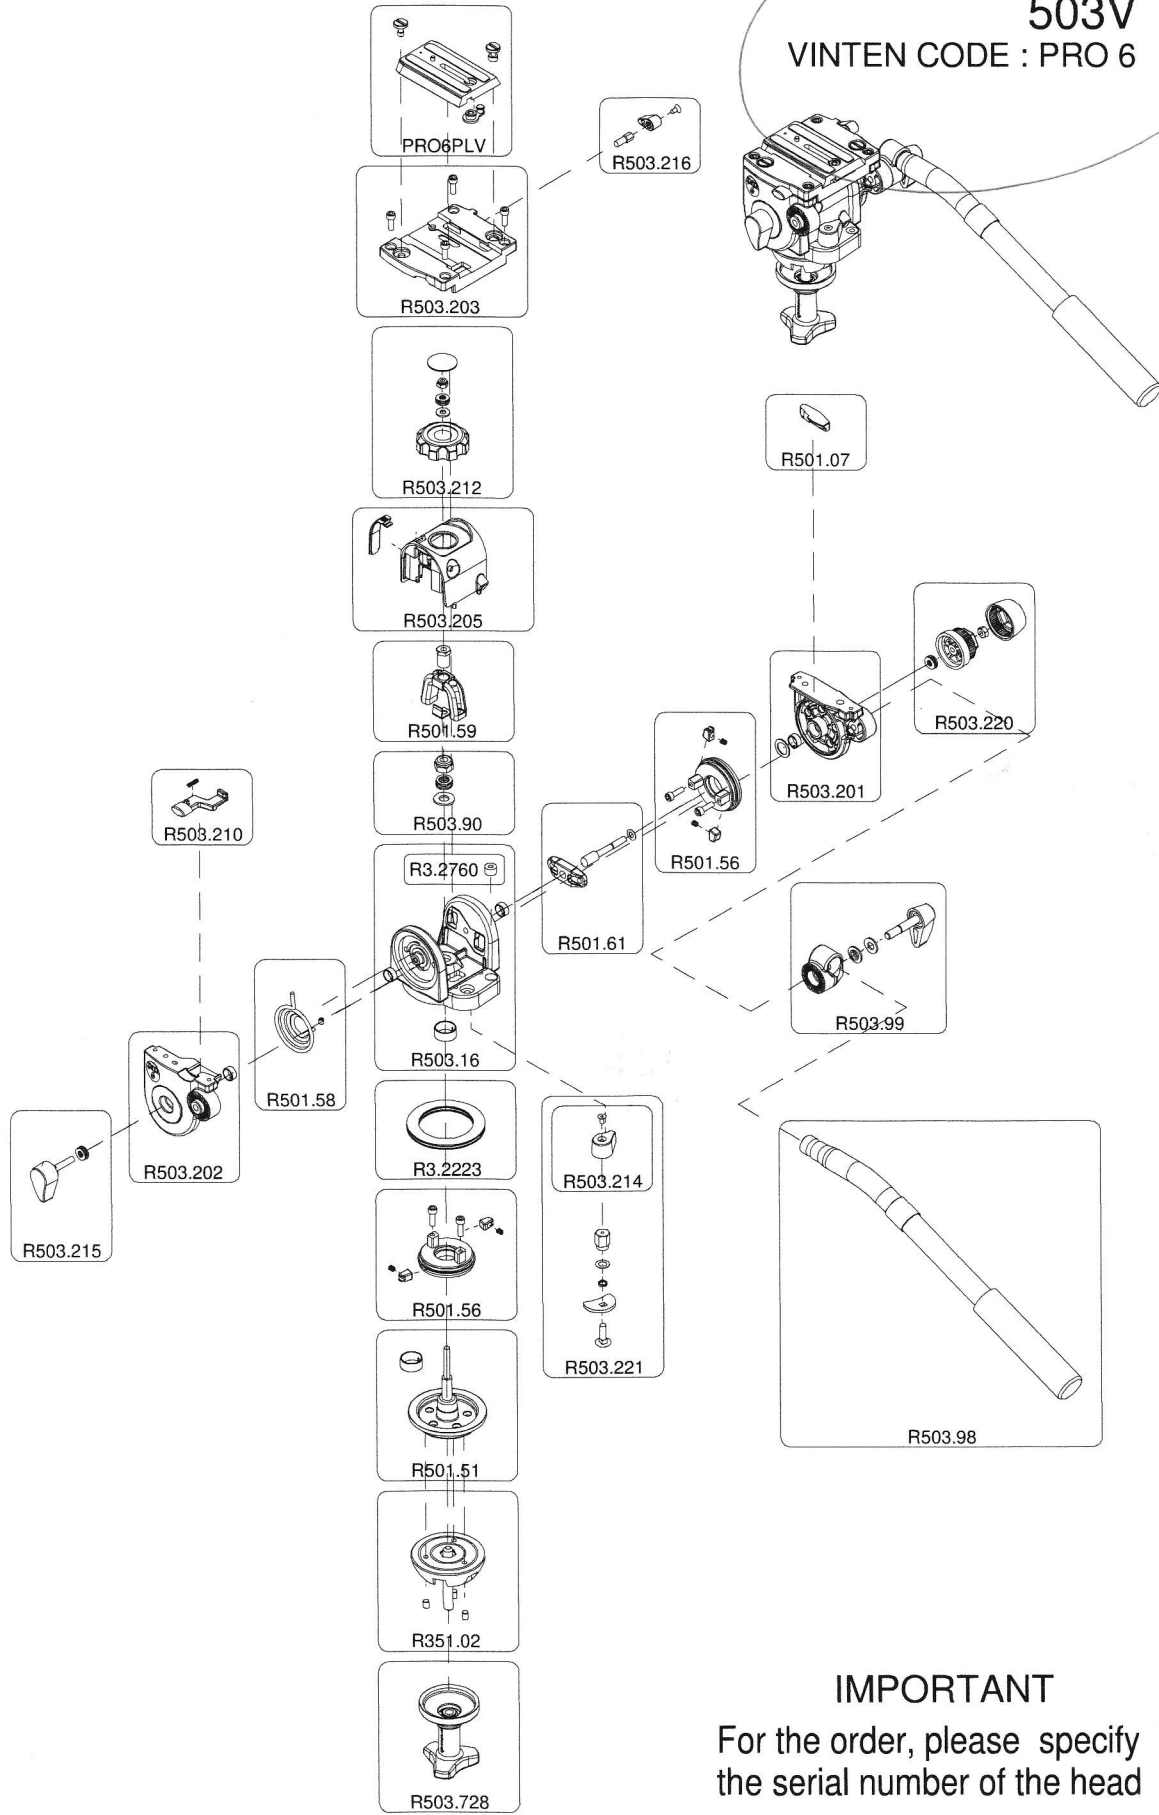 503V
VINTEN CODE : PRO 6
PRO6PLV
R503.216
R503.203
R503.212
R501.07
R503.205
R501.59
R503.220
R503.201
R503.210
R503.90
R501.56
R3.2760
R501.61
R503.99
R503.16
R501.58
R503.202
R3.2223
R503.214
R503.215
R501.56
R503.221
R503.98
R501.51
R351.02
R503.728
IMPORTANT
For the order, please specify
the serial number of the head